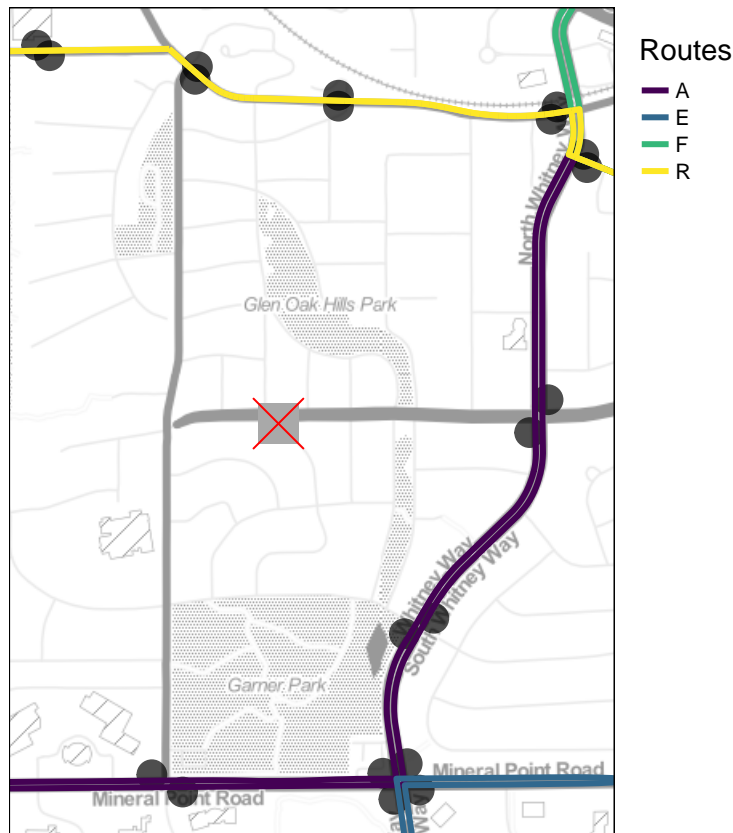 Routes
A
E
F
R
North Whitney W
Glen Oak Hills Park
Whitney Way
South Whitney Way
Garner Park
Mineral Point Road
Mineral Point Road
Way